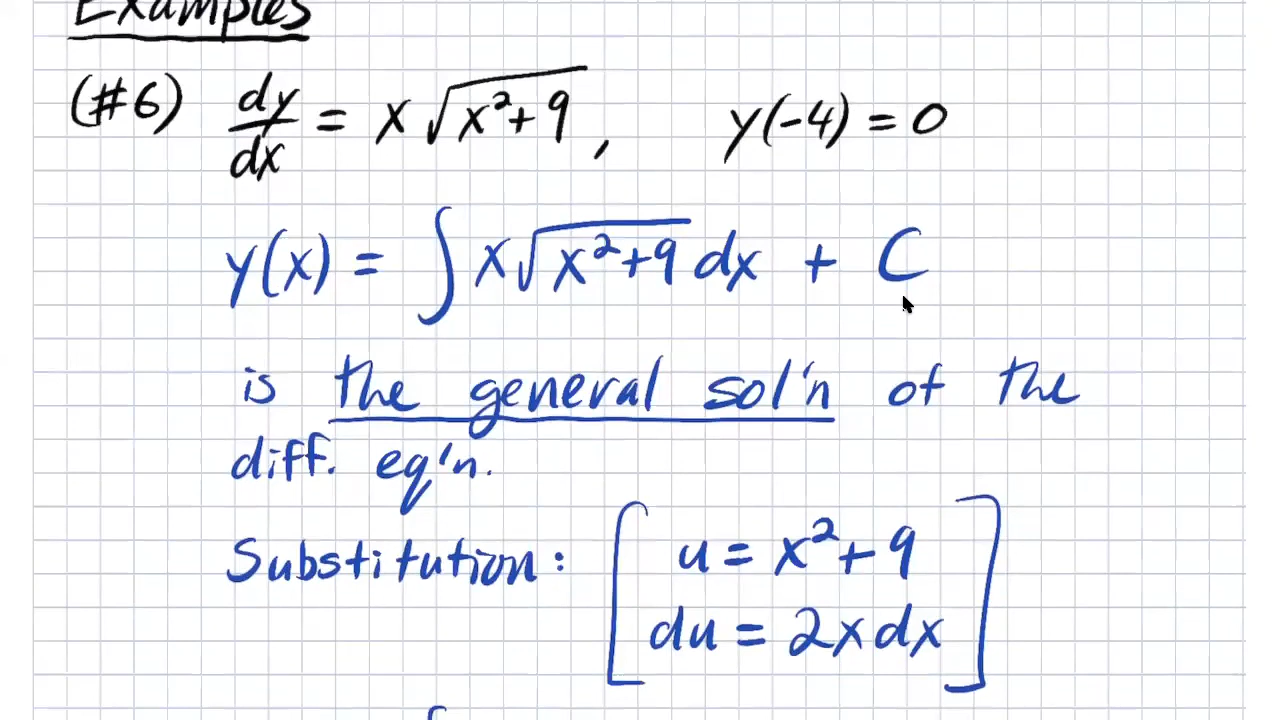 Examples
(#6) dy/dx = x√(x²+9), y(-4) = 0
y(x) = ∫ x√(x²+9) dx + C
is the general sol'n of the
diff. eq'n.
Substitution: [u = x²+9
du = 2x dx]